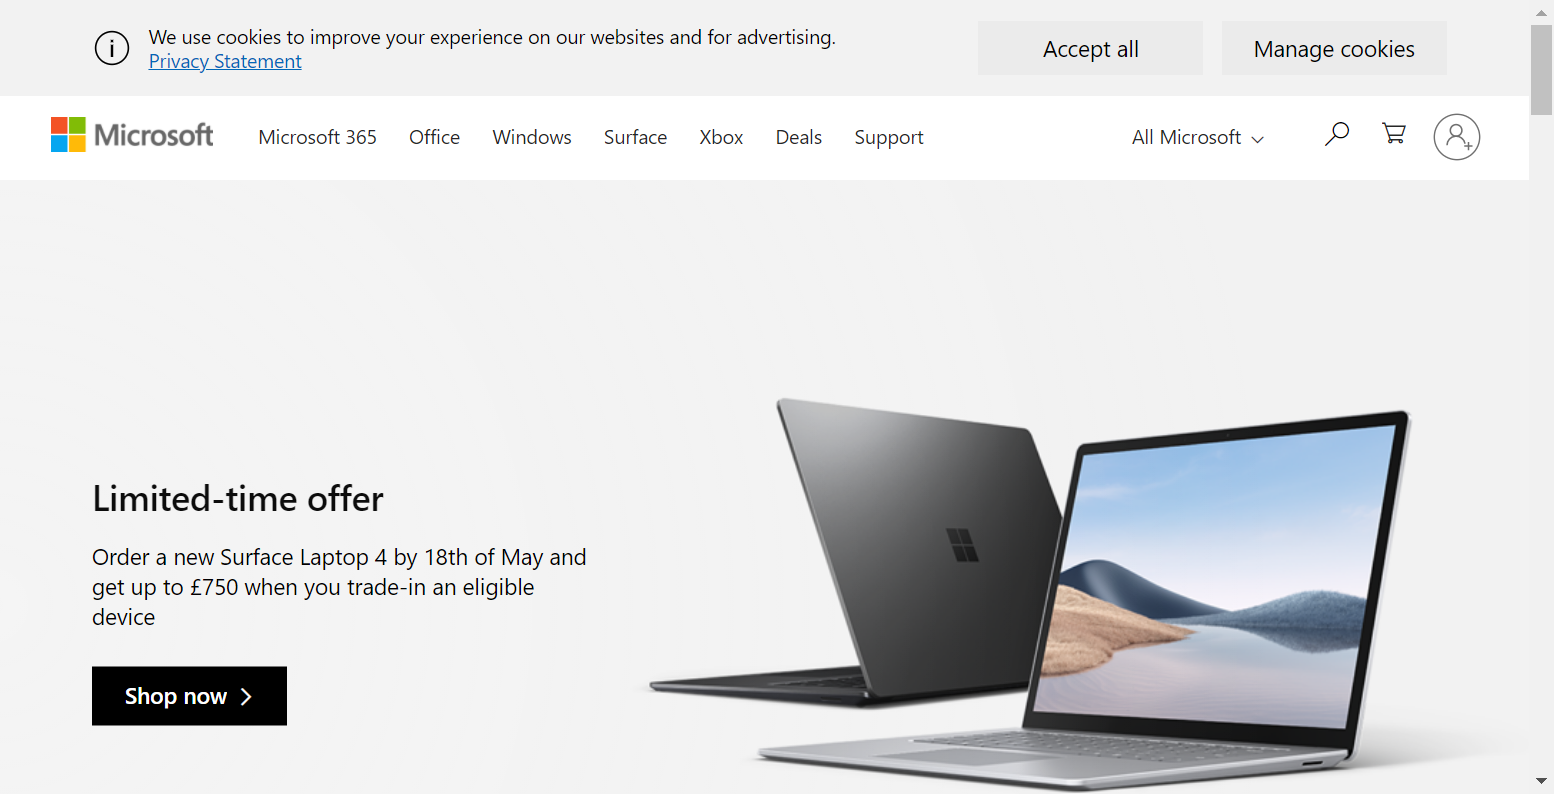 We use cookies to improve your experience on our websites and for advertising.
Privacy Statement
Accept all
Manage cookies
Microsoft
Microsoft 365
Office
Windows
Surface
Xbox
Deals
Support
All Microsoft
Limited-time offer
Order a new Surface Laptop 4 by 18th of May and
get up to £750 when you trade-in an eligible
device
Shop now